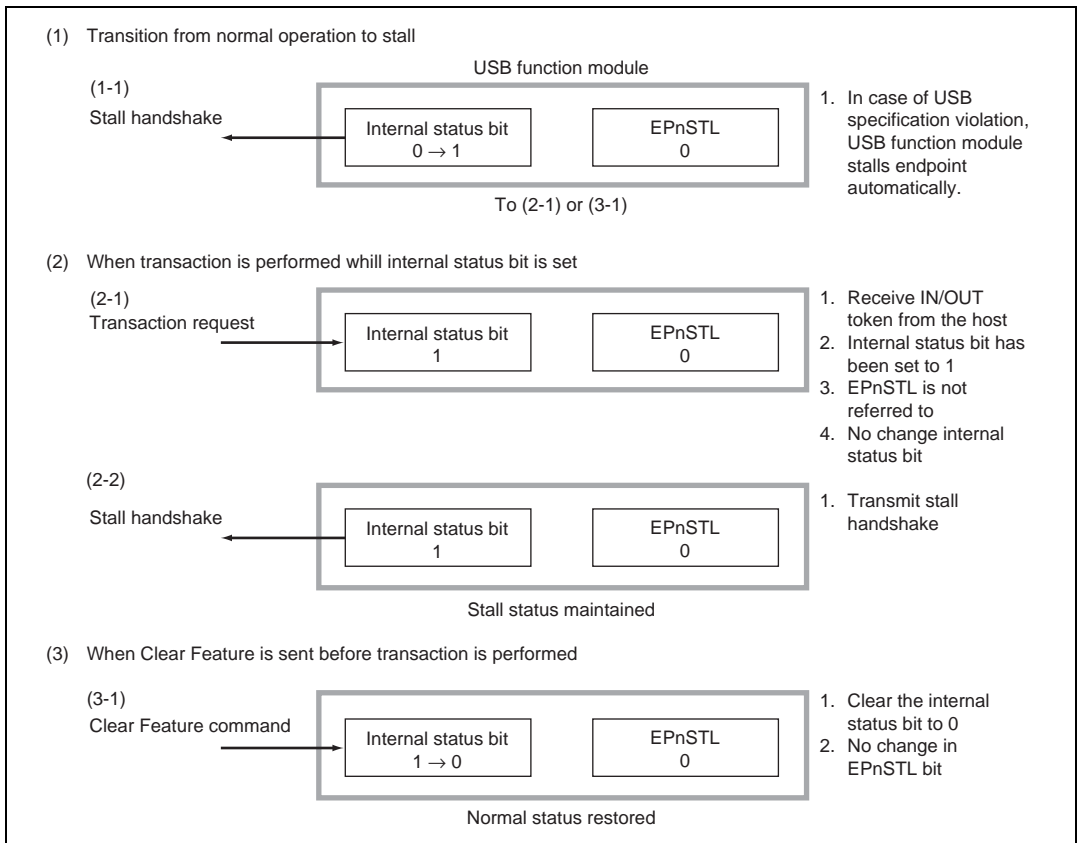 (1) Transition from normal operation to stall
USB function module
(1-1)
Stall handshake
Internal status bit
0 → 1
EPnSTL
0
1. In case of USB
specification violation,
USB function module
stalls endpoint
automatically.
To (2-1) or (3-1)
(2) When transaction is performed whill internal status bit is set
(2-1)
Transaction request
Internal status bit
1
EPnSTL
0
1. Receive IN/OUT
token from the host
2. Internal status bit has
been set to 1
3. EPnSTL is not
referred to
4. No change internal
status bit
(2-2)
Stall handshake
Internal status bit
1
EPnSTL
0
1. Transmit stall
handshake
Stall status maintained
(3) When Clear Feature is sent before transaction is performed
(3-1)
Clear Feature command
Internal status bit
1 → 0
EPnSTL
0
1. Clear the internal
status bit to 0
2. No change in
EPnSTL bit
Normal status restored